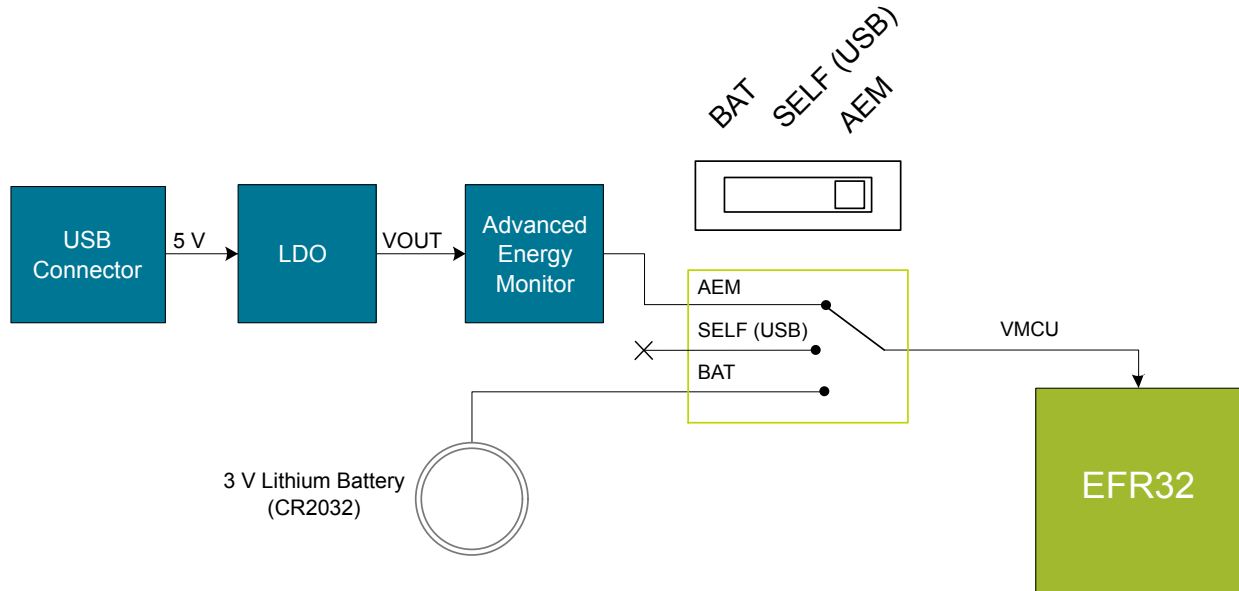 BAT
SELF (USB)
AEM
USB
Connector
5 V
LDO
VOUT
Advanced
Energy
Monitor
AEM
SELF (USB)
BAT
VMCU
3 V Lithium Battery
(CR2032)
EFR32